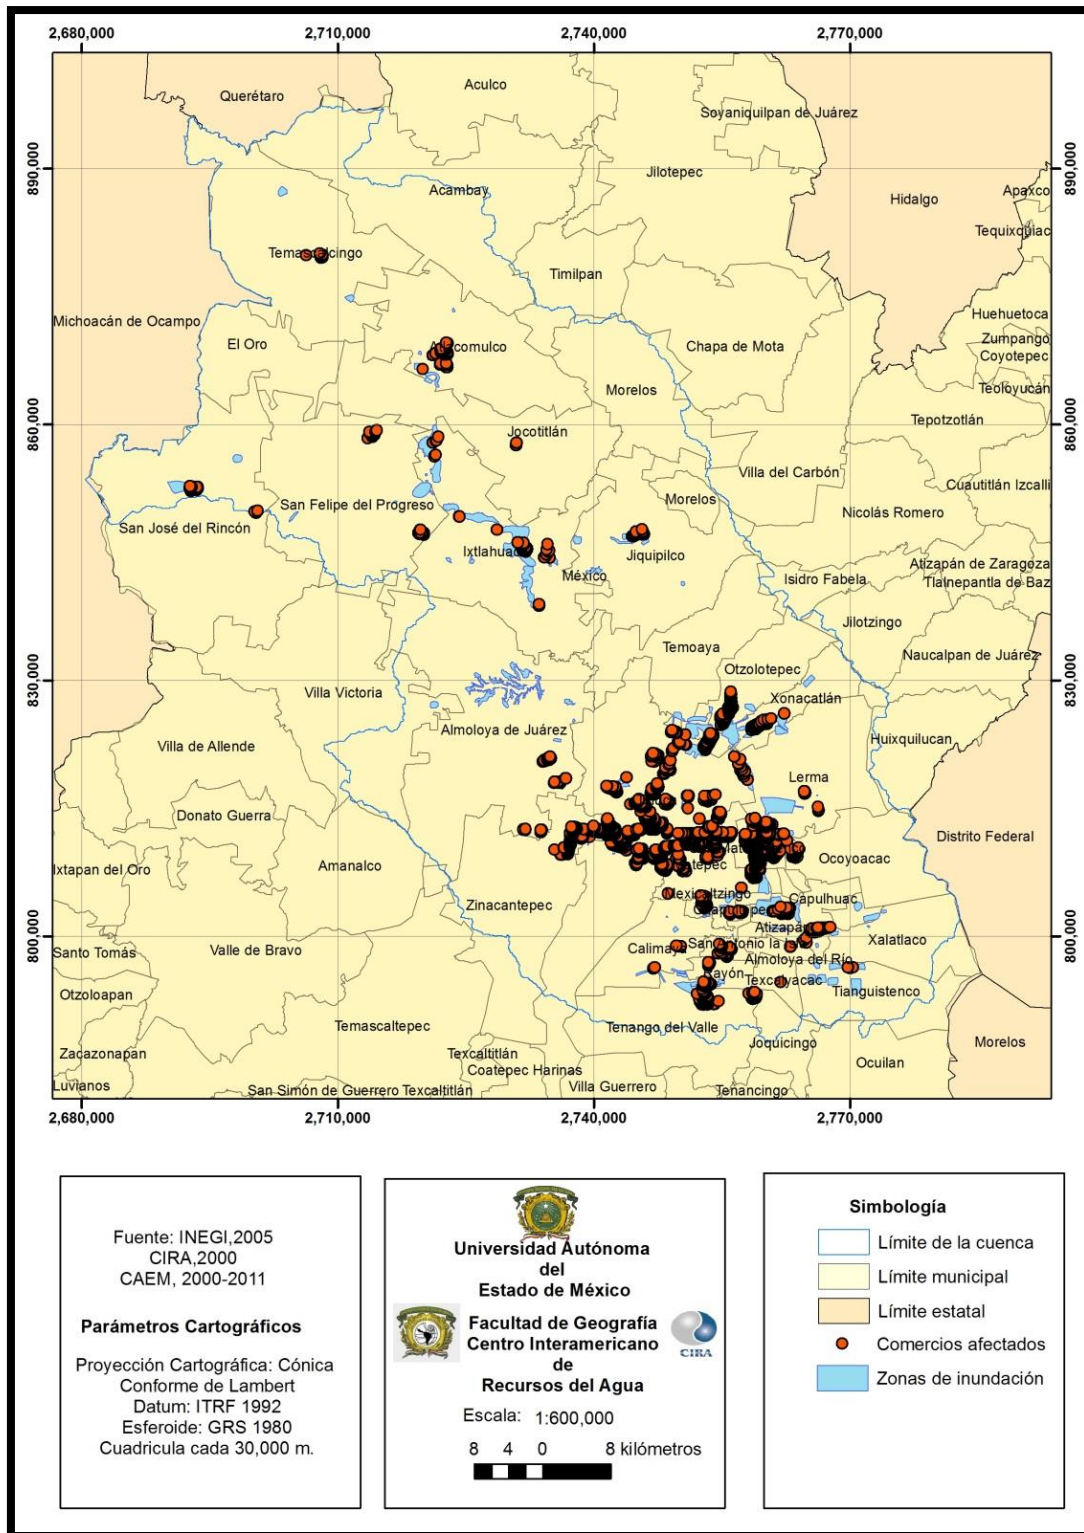 2,680,000
2,710,000
2,740,000
2,770,000
Aculco
Querétaro
Soyaniquilpan de Juárez
890,000
890,000
Jilotepec
Acambay
Hidalgo
Apaxco
Tequixquiac
Temascalcingo
Timilpan
Michoacán de Ocampo
Huehuetoca
El Oro
Chapa de Mota
Zumpango
Coyotepec
Teoloyucán
Morelos
860,000
860,000
Jocotitlán
Tepotzotlán
Villa del Carbón
Cuautitlán Izcalli
San Felipe del Progreso
Morelos
Nicolás Romero
San José del Rincón
Jiquipilco
México
Isidro Fabela
Atizapán de Zaragoza
Tlalnepantla de Baz
Jilotzingo
Temoaya
Otzolotepec
Naucalpan de Juárez
830,000
830,000
Villa Victoria
Xonacatlán
Almoloya de Juárez
Huixquilucan
Villa de Allende
Lerma
Donato Guerra
Distrito Federal
Ixtapan del Oro
Amanalco
Ocoyoacac
Zinacantepec
Mexicaltzingo
Capulhuac
800,000
800,000
Santo Tomás
Valle de Bravo
Calimaya
San Antonio la Isla
Xalatlaco
Almoloya del Río
Texcalyacac
Otzoloapan
Tianguistenco
Temascaltepec
Tenango del Valle
Joquicingo
Morelos
Zacazonapan
Texcaltitlán
Coatepec Harinas
Ocuilan
Luvianos
San Simón de Guerrero
Texcaltitlán
Villa Guerrero
Tenancingo
2,680,000
2,710,000
2,740,000
2,770,000
Fuente: INEGI,2005
CIRA,2000
CAEM, 2000-2011
Parámetros Cartográficos
Proyección Cartográfica: Cónica
Conforme de Lambert
Datum: ITRF 1992
Esferoide: GRS 1980
Cuadricula cada 30,000 m.
Universidad Autónoma
del
Estado de México
Facultad de Geografía
Centro Interamericano
de
Recursos del Agua
CIRA
Escala: 1:600,000
8 4 0 8 kilómetros
Simbología
Límite de la cuenca
Límite municipal
Límite estatal
Comercios afectados
Zonas de inundación